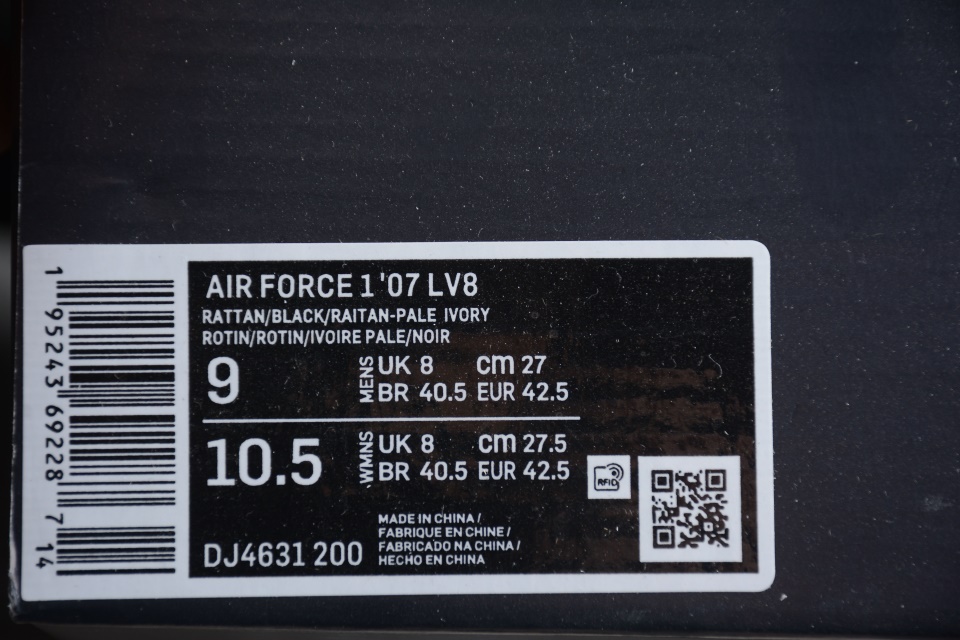 AIR FORCE 1 '07 LV8
RATTAN/BLACK/RAITAN-PALE IVORY
ROTIN/ROTIN/IVOIRE PALE/NOIR
9
MENS
UK 8 cm 27
BR 40.5 EUR 42.5
10.5
WMNS
UK 8 cm 27.5
BR 40.5 EUR 42.5
RFID
DJ4631 200
MADE IN CHINA /
FABRIQUE EN CHINE /
FABRICADO NA CHINA /
HECHO EN CHINA
1 95243 69228 7 14